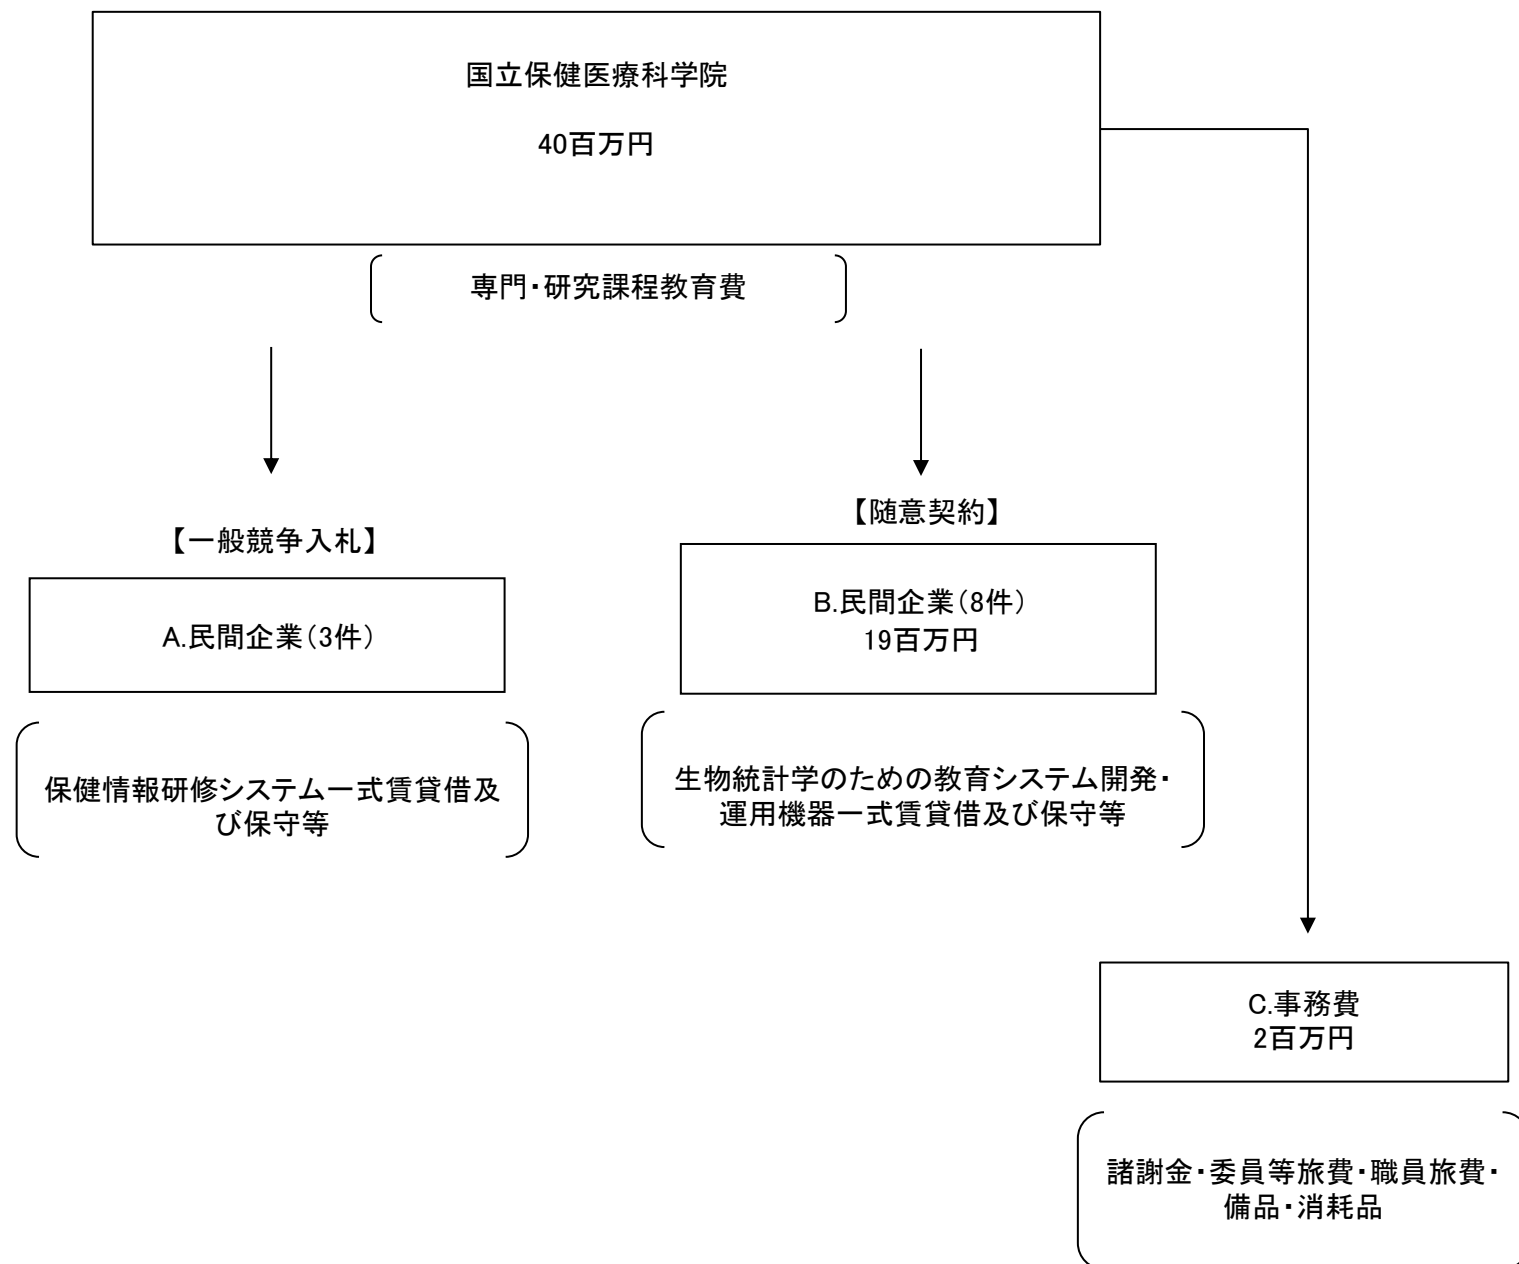 国立保健医療科学院
40百万円
専門・研究課程教育費
【一般競争入札】
A.民間企業(3件)
保健情報研修システム一式賃貸借及
び保守等
【随意契約】
B.民間企業(8件)
19百万円
生物統計学のための教育システム開発・
運用機器一式賃貸借及び保守等
C.事務費
2百万円
諸謝金・委員等旅費・職員旅費・
備品・消耗品